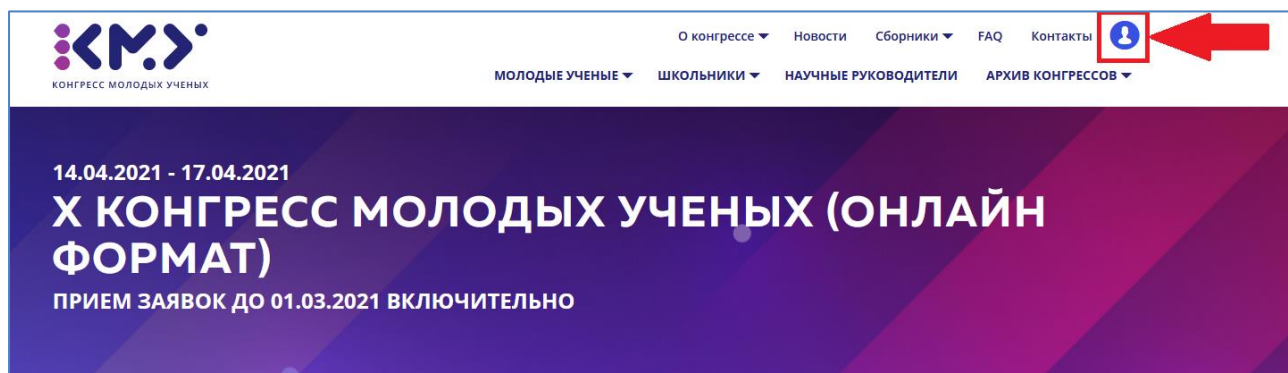 КМУ
КОНГРЕСС МОЛОДЫХ УЧЕНЫХ
О конгрессе Новости Сборники FAQ Контакты
МОЛОДЫЕ УЧЕНЫЕ ШКОЛЬНИКИ НАУЧНЫЕ РУКОВОДИТЕЛИ АРХИВ КОНГРЕССОВ
14.04.2021 - 17.04.2021
X КОНГРЕСС МОЛОДЫХ УЧЕНЫХ (ОНЛАЙН
ФОРМАТ)
ПРИЕМ ЗАЯВОК ДО 01.03.2021 ВКЛЮЧИТЕЛЬНО